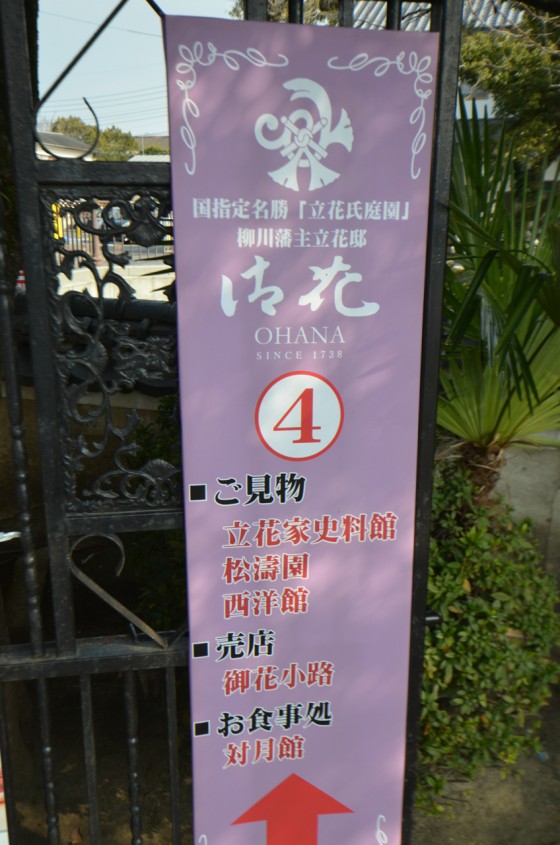 国指定名勝「立花氏庭園」
柳川藩主立花邸
御花
OHANA
SINCE 1738
4
■ ご見物
立花家史料館
松濤園
西洋館
■ 売店
御花小路
■ お食事処
対月館